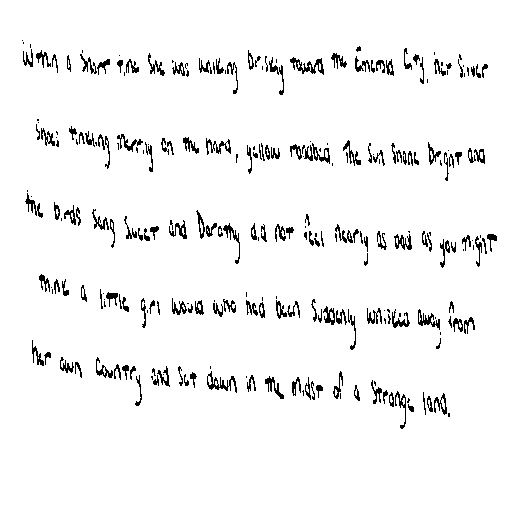 Within a short time she was walking briskly toward the Emerald City, her Silver
Shoes tinkling merrily on the hard, yellow roadbed. The sun shone bright and
the birds sang sweet and Dorothy did not feel nearly as bad as you might
think a little girl would who had been suddenly whisked away from
her own country and set down in the midst of a strange land.